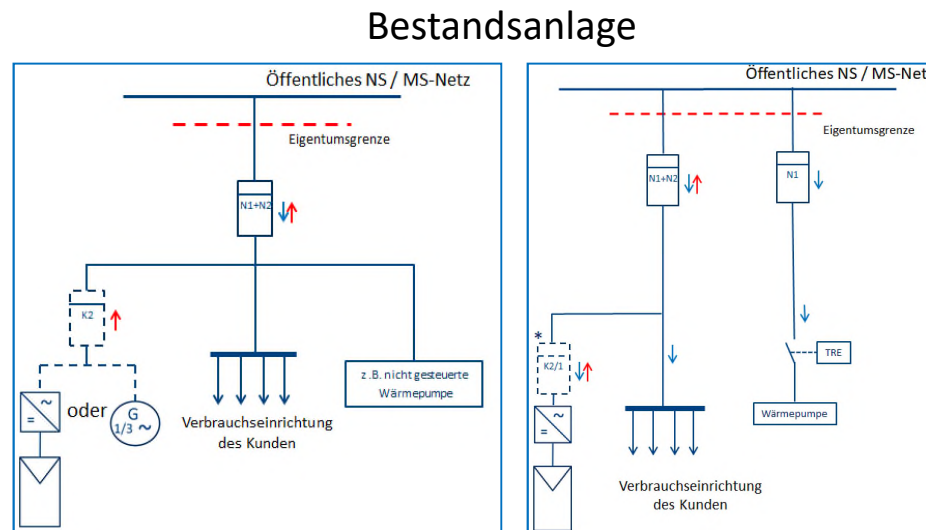 Bestandsanlage
Öffentliches NS / MS-Netz
Eigentumsgrenze
N1+N2
K2
~
=
oder
G
1/3 ~
Verbrauchseinrichtung
des Kunden
z .B. nicht gesteuerte
Wärmepumpe
Öffentliches NS / MS-Net
Eigentumsgrenze
N1+N2
N1
*
K2/1
~
=
TRE
Wärmepumpe
Verbrauchseinrichtung
des Kunden